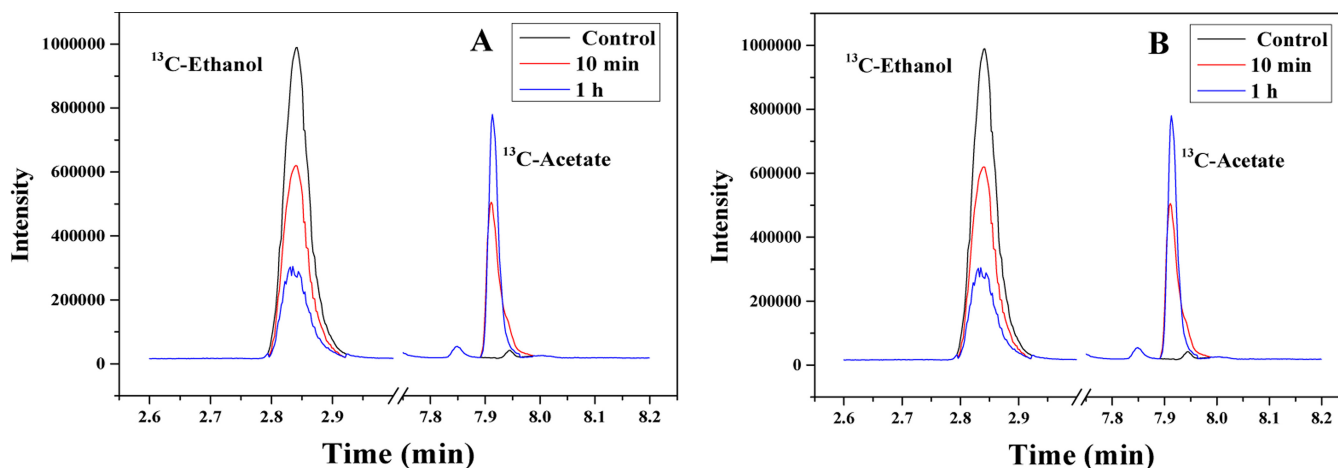 A
Control
10 min
1 h
¹³C-Ethanol
¹³C-Acetate
Intensity
1000000
800000
600000
400000
200000
0
2.6 2.7 2.8 2.9 7.8 7.9 8.0 8.2
Time (min)
B
Control
10 min
1 h
¹³C-Ethanol
¹³C-Acetate
Intensity
1000000
800000
600000
400000
200000
0
2.6 2.7 2.8 2.9 7.8 7.9 8.0 8.1 8.2
Time (min)